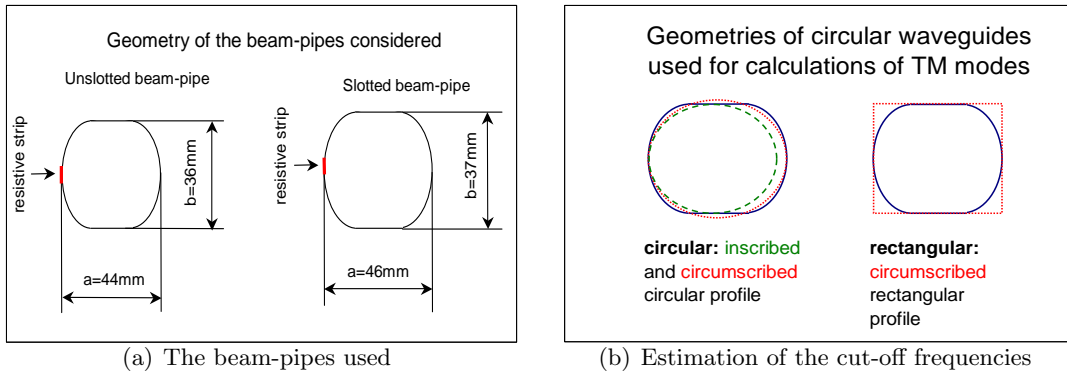 Geometry of the beam-pipes considered
Unslotted beam-pipe
Slotted beam-pipe
resistive strip
b=36mm
a=44mm
resistive strip
b=37mm
a=46mm
(a) The beam-pipes used
Geometries of circular waveguides
used for calculations of TM modes
circular: inscribed
and circumscribed
circular profile
rectangular:
circumscribed
rectangular
profile
(b) Estimation of the cut-off frequencies